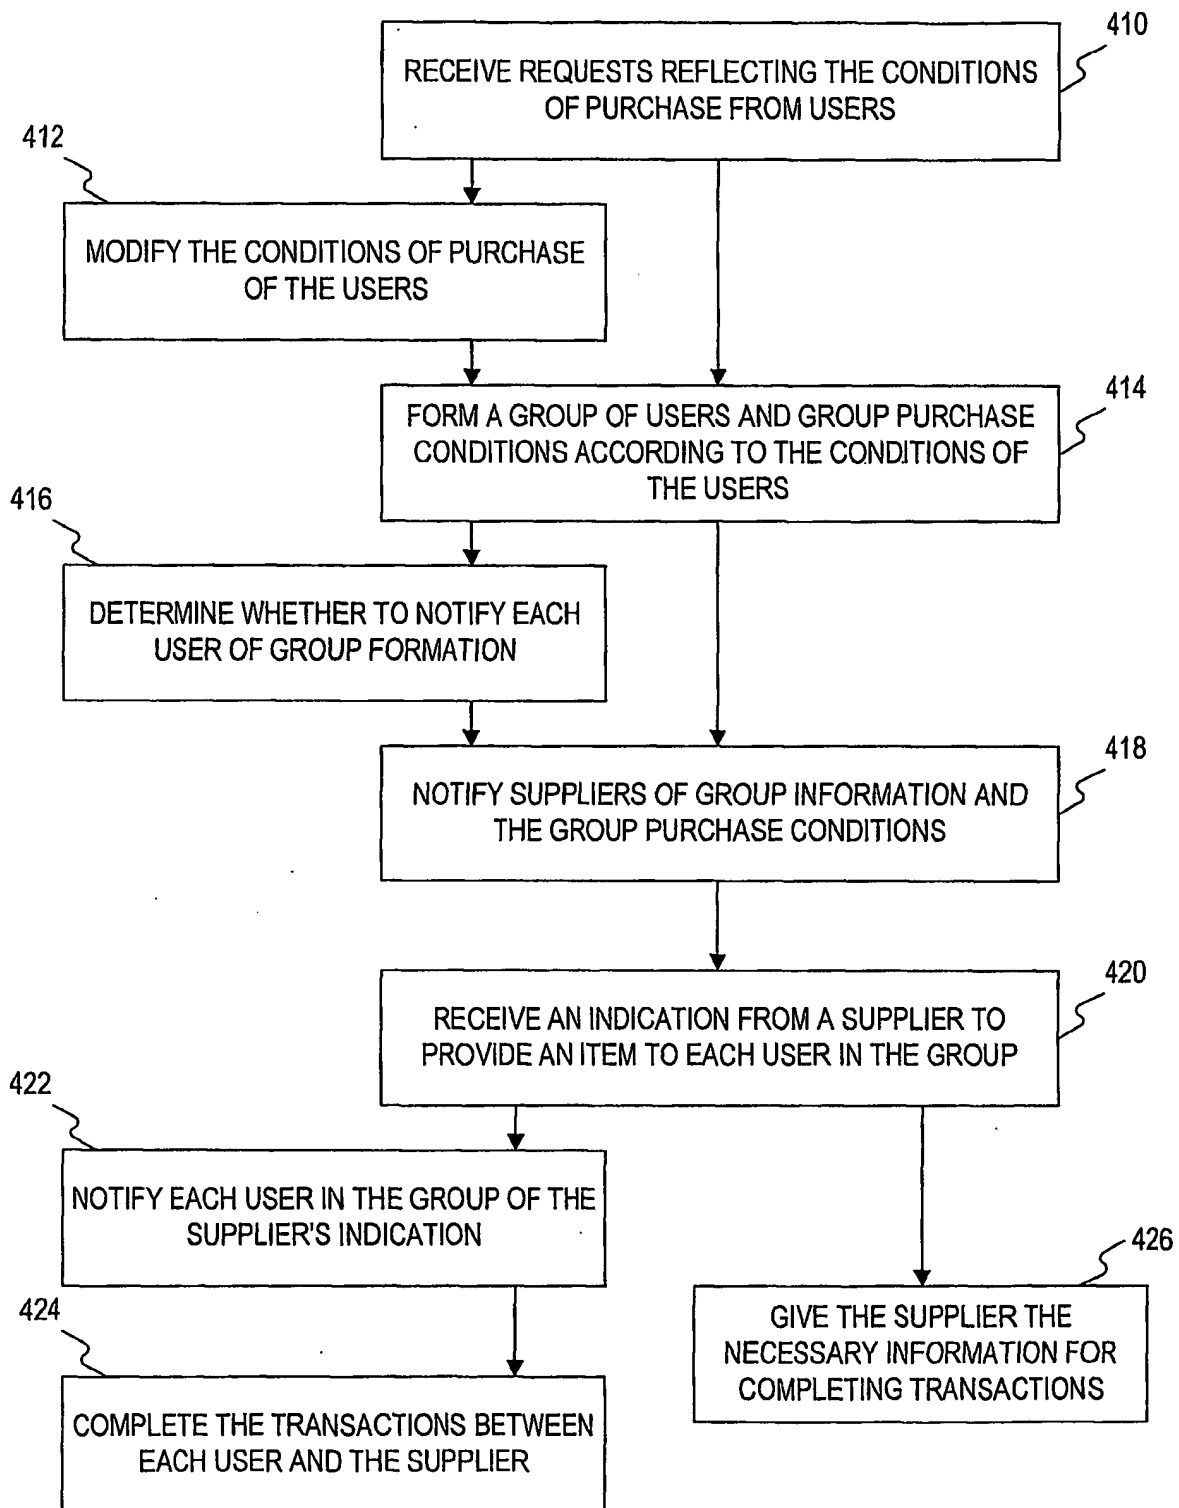 410
RECEIVE REQUESTS REFLECTING THE CONDITIONS
OF PURCHASE FROM USERS
412
MODIFY THE CONDITIONS OF PURCHASE
OF THE USERS
414
FORM A GROUP OF USERS AND GROUP PURCHASE
CONDITIONS ACCORDING TO THE CONDITIONS OF
THE USERS
416
DETERMINE WHETHER TO NOTIFY EACH
USER OF GROUP FORMATION
418
NOTIFY SUPPLIERS OF GROUP INFORMATION AND
THE GROUP PURCHASE CONDITIONS
420
RECEIVE AN INDICATION FROM A SUPPLIER TO
PROVIDE AN ITEM TO EACH USER IN THE GROUP
422
NOTIFY EACH USER IN THE GROUP OF THE
SUPPLIER'S INDICATION
426
GIVE THE SUPPLIER THE
NECESSARY INFORMATION FOR
COMPLETING TRANSACTIONS
424
COMPLETE THE TRANSACTIONS BETWEEN
EACH USER AND THE SUPPLIER